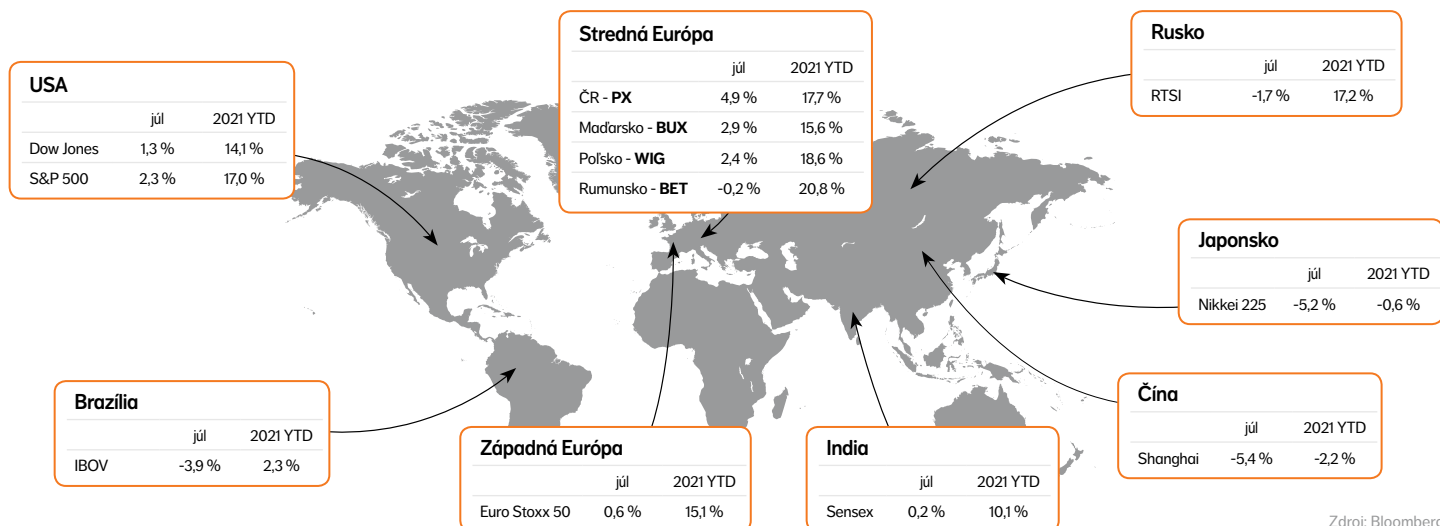 Stredná Európa
júl 2021 YTD
ČR - PX 4,9 % 17,7 %
Maďarsko - BUX 2,9 % 15,6 %
Poľsko - WIG 2,4 % 18,6 %
Rumunsko - BET -0,2 % 20,8 %
Rusko
júl 2021 YTD
RTSI -1,7 % 17,2 %
USA
júl 2021 YTD
Dow Jones 1,3 % 14,1 %
S&P 500 2,3 % 17,0 %
Japonsko
júl 2021 YTD
Nikkei 225 -5,2 % -0,6 %
Brazília
júl 2021 YTD
IBOV -3,9 % 2,3 %
Západná Európa
júl 2021 YTD
Euro Stoxx 50 0,6 % 15,1 %
India
júl 2021 YTD
Sensex 0,2 % 10,1 %
Čína
júl 2021 YTD
Shanghai -5,4 % -2,2 %
Zdroj: Bloomberg